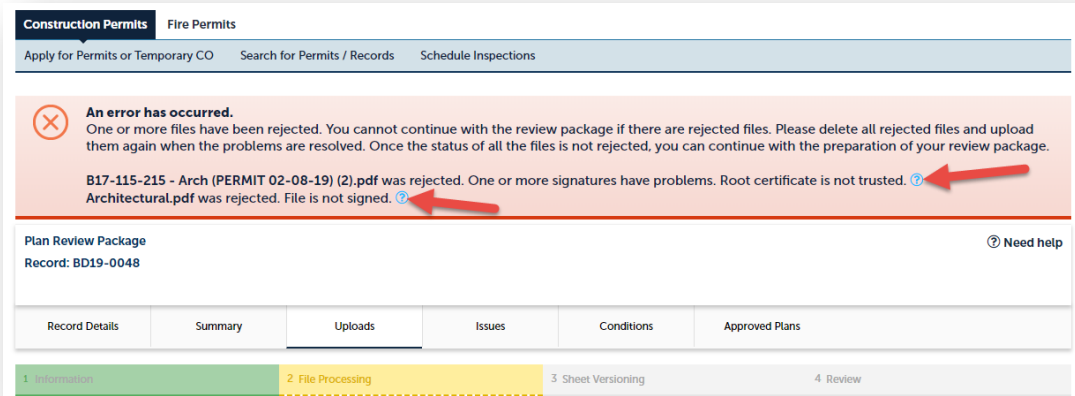 Construction Permits Fire Permits
Apply for Permits or Temporary CO Search for Permits / Records Schedule Inspections
An error has occurred.
One or more files have been rejected. You cannot continue with the review package if there are rejected files. Please delete all rejected files and upload
them again when the problems are resolved. Once the status of all the files is not rejected, you can continue with the preparation of your review package.
B17-115-215 - Arch (PERMIT 02-08-19) (2).pdf was rejected. One or more signatures have problems. Root certificate is not trusted. ?
Architectural.pdf was rejected. File is not signed. ?
Plan Review Package
? Need help
Record: BD19-0048
Record Details Summary Uploads Issues Conditions Approved Plans
1 Information 2 File Processing 3 Sheet Versioning 4 Review